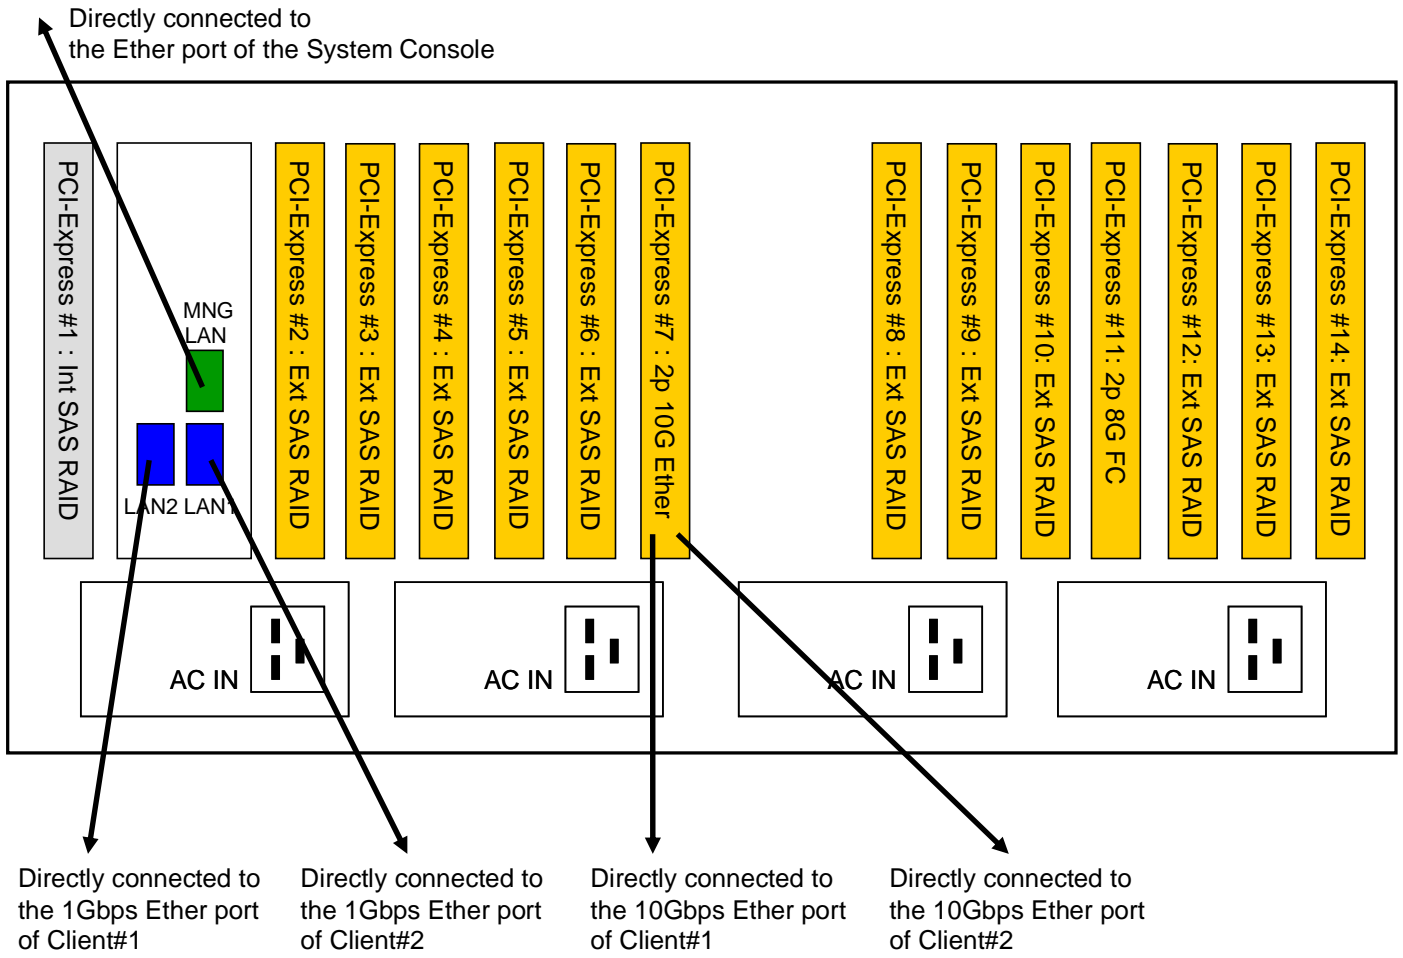 Directly connected to
the Ether port of the System Console
PCI-Express #1 : Int SAS RAID
MNG
LAN
LAN2 LAN1
PCI-Express #2 : Ext SAS RAID
PCI-Express #3 : Ext SAS RAID
PCI-Express #4 : Ext SAS RAID
PCI-Express #5 : Ext SAS RAID
PCI-Express #6 : Ext SAS RAID
PCI-Express #7 : 2p 10G Ether
PCI-Express #8 : Ext SAS RAID
PCI-Express #9 : Ext SAS RAID
PCI-Express #10: Ext SAS RAID
PCI-Express #11: 2p 8G FC
PCI-Express #12: Ext SAS RAID
PCI-Express #13: Ext SAS RAID
PCI-Express #14: Ext SAS RAID
AC IN
AC IN
AC IN
AC IN
Directly connected to
the 1Gbps Ether port
of Client#1
Directly connected to
the 1Gbps Ether port
of Client#2
Directly connected to
the 10Gbps Ether port
of Client#1
Directly connected to
the 10Gbps Ether port
of Client#2